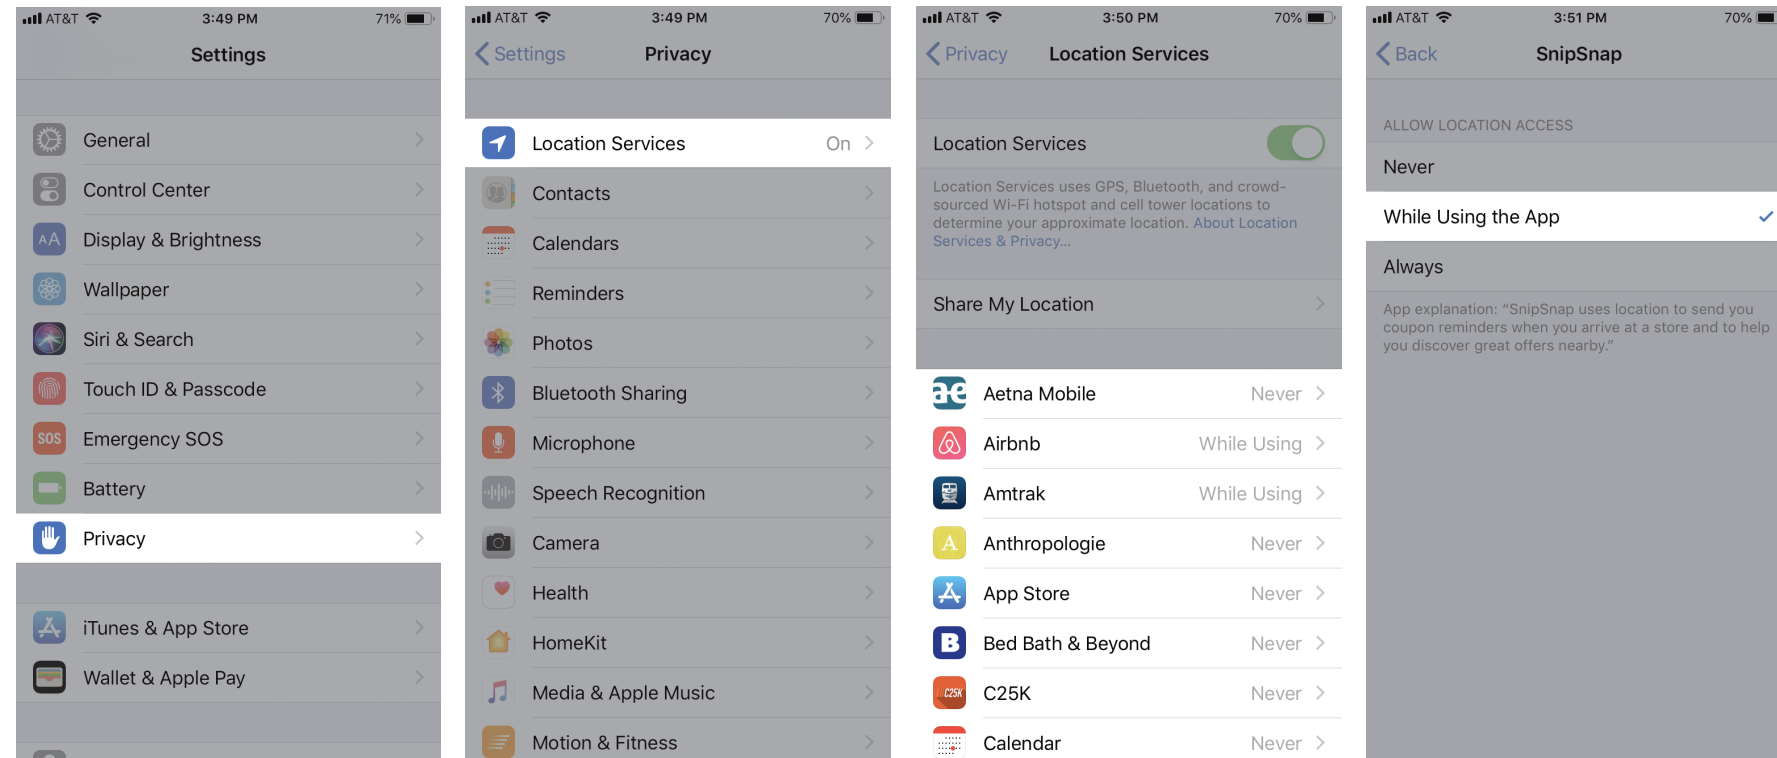 AT&T 3:49 PM 71%
Settings
General
Control Center
AA Display & Brightness
Wallpaper
Siri & Search
Touch ID & Passcode
SOS Emergency SOS
Battery
Privacy
iTunes & App Store
Wallet & Apple Pay
AT&T 3:49 PM 70%
Settings Privacy
Location Services On
Contacts
Calendars
Reminders
Photos
Bluetooth Sharing
Microphone
Speech Recognition
Camera
Health
HomeKit
Media & Apple Music
Motion & Fitness
AT&T 3:50 PM 70%
Privacy Location Services
Location Services
Location Services uses GPS, Bluetooth, and crowd-
sourced Wi-Fi hotspot and cell tower locations to
determine your approximate location. About Location
Services & Privacy...
Share My Location
ae Aetna Mobile Never
Airbnb While Using
Amtrak While Using
A Anthropologie Never
App Store Never
B Bed Bath & Beyond Never
C25K C25K Never
Calendar Never
AT&T 3:51 PM 70%
Back SnipSnap
ALLOW LOCATION ACCESS
Never
While Using the App
Always
App explanation: “SnipSnap uses location to send you
coupon reminders when you arrive at a store and to help
you discover great offers nearby.”